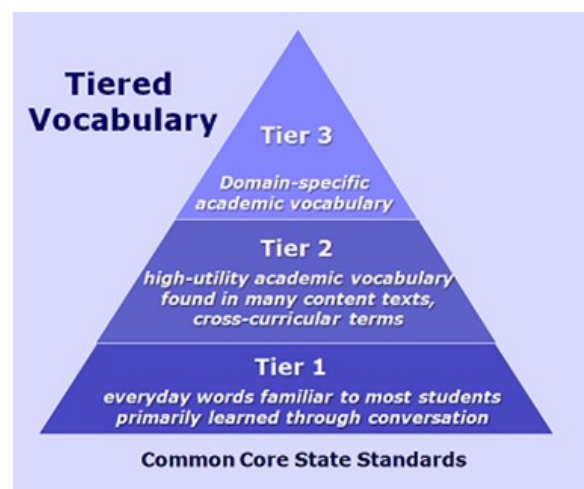 Tiered
Vocabulary
Tier 3
Domain-specific
academic vocabulary
Tier 2
high-utility academic vocabulary
found in many content texts,
cross-curricular terms
Tier 1
everyday words familiar to most students
primarily learned through conversation
Common Core State Standards